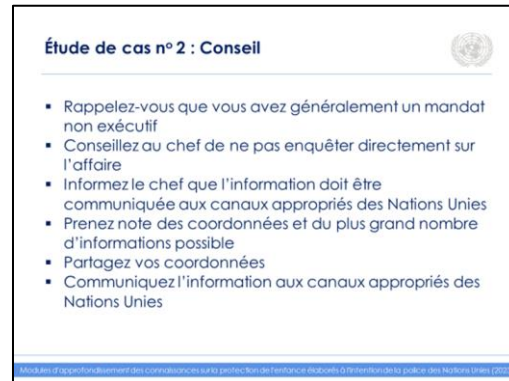 Étude de cas nº 2 : Conseil
▪ Rappelez-vous que vous avez généralement un mandat
non exécutif
▪ Conseillez au chef de ne pas enquêter directement sur
l’affaire
▪ Informez le chef que l’information doit être
communiquée aux canaux appropriés des Nations Unies
▪ Prenez note des coordonnées et du plus grand nombre
d’informations possible
▪ Partagez vos coordonnées
▪ Communiquez l’information aux canaux appropriés des
Nations Unies
Modules d’approfondissement des connaissances sur la protection de l’enfance élaborés à l’intention de la police des Nations Unies